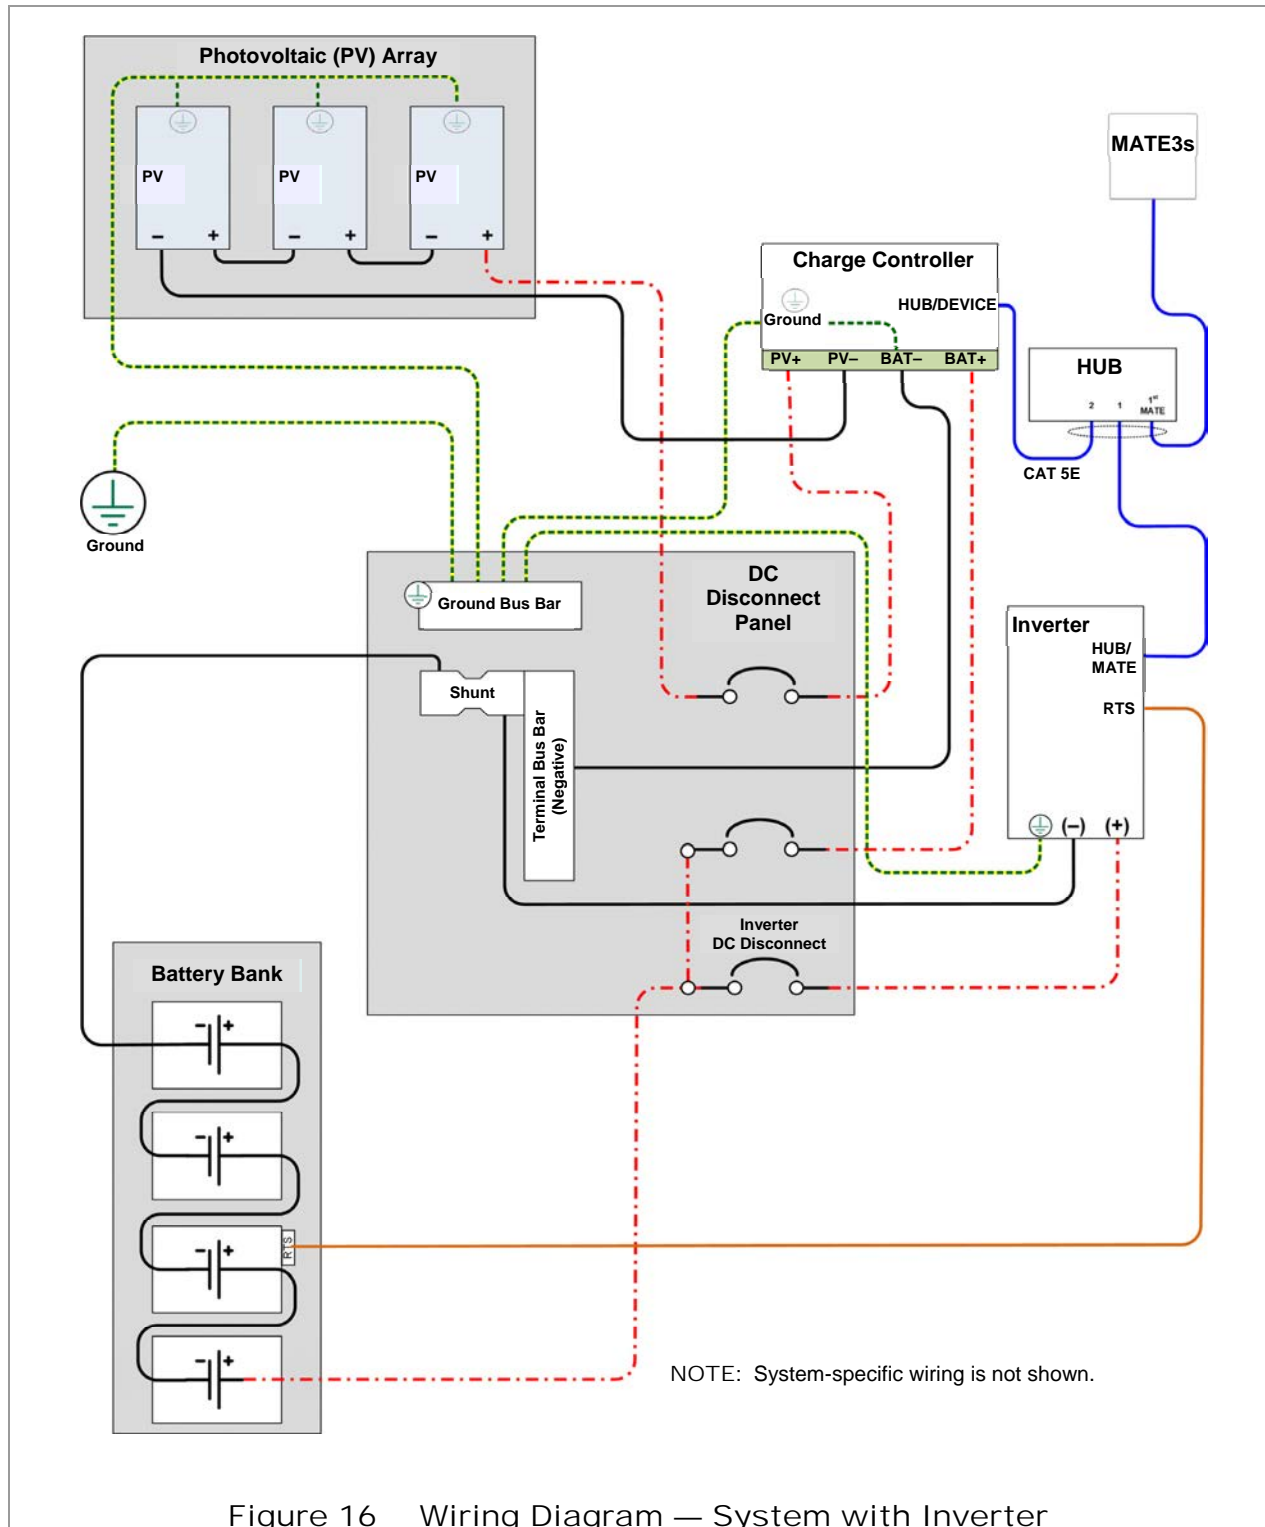 Photovoltaic (PV) Array
PV
PV
PV
– + – + – +
MATE3s
Charge Controller
HUB/DEVICE
Ground
PV+ PV– BAT– BAT+
HUB
2 1 1st MATE
CAT 5E
Ground
Ground Bus Bar
DC
Disconnect
Panel
Shunt
Terminal Bus Bar
(Negative)
Inverter
HUB/
MATE
RTS
(–) (+)
Inverter
DC Disconnect
Battery Bank
- +
- +
- +
RTS
- +
NOTE: System-specific wiring is not shown.
Figure 16 Wiring Diagram — System with Inverter